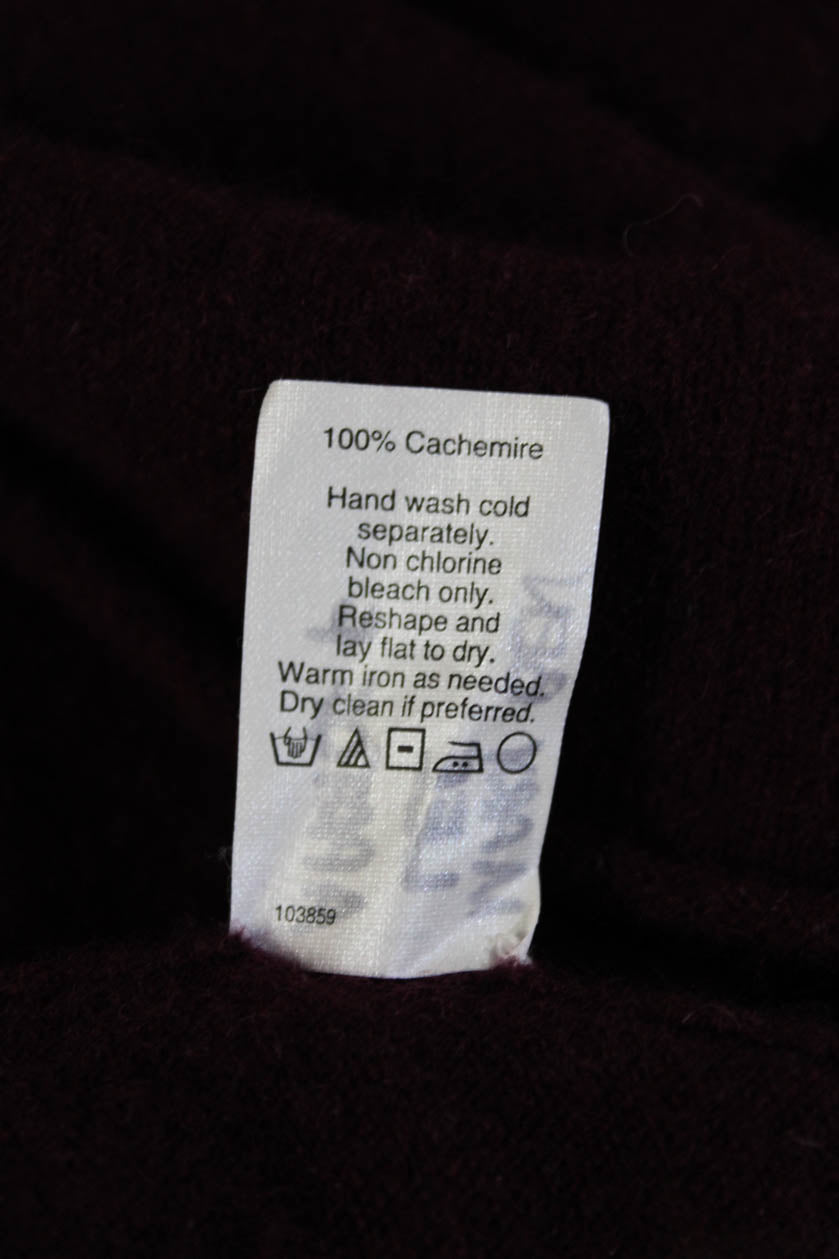 100% Cachemire
Hand wash cold
separately.
Non chlorine
bleach only.
Reshape and
lay flat to dry.
Warm iron as needed.
Dry clean if preferred.
103859